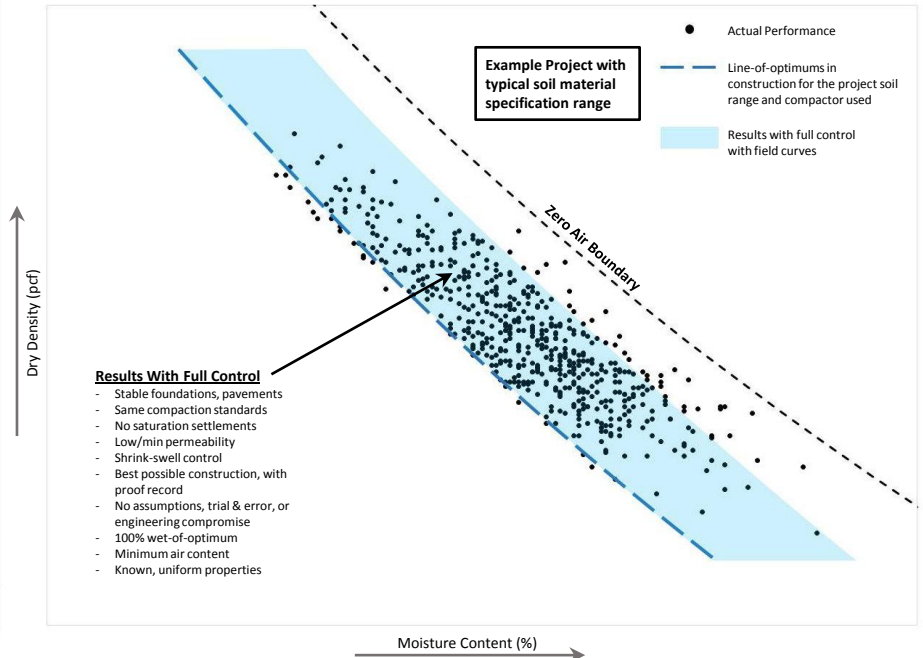 Example Project with
typical soil material
specification range
Actual Performance
Line-of-optimums in
construction for the project soil
range and compactor used
Results with full control
with field curves
Zero Air Boundary
Dry Density (pcf)
Results With Full Control
- Stable foundations, pavements
- Same compaction standards
- No saturation settlements
- Low/min permeability
- Shrink-swell control
- Best possible construction, with
proof record
- No assumptions, trial & error, or
engineering compromise
- 100% wet-of-optimum
- Minimum air content
- Known, uniform properties
Moisture Content (%)